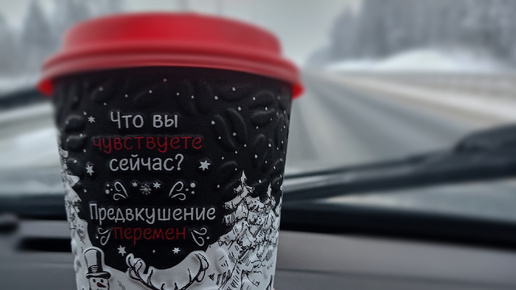 Что вы
чувствуете
сейчас?
Предвкушение
перемен